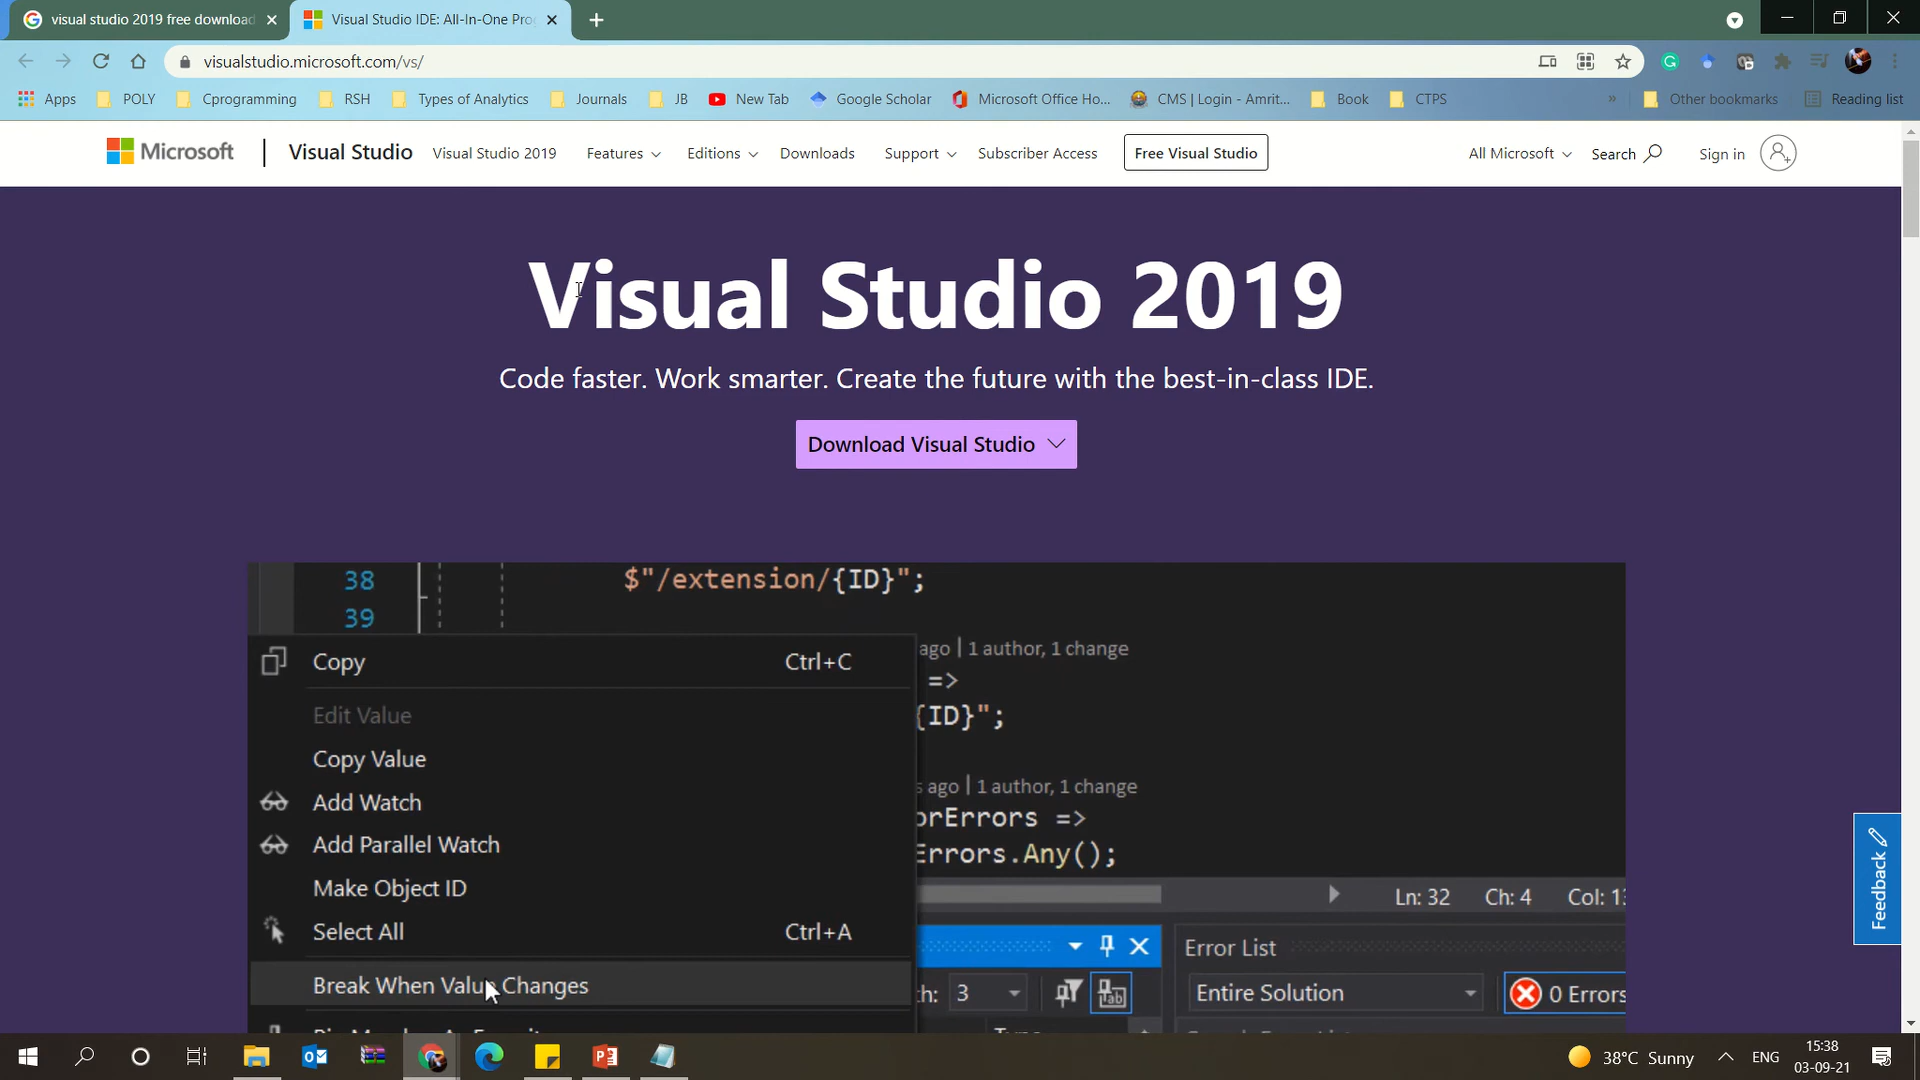 visual studio 2019 free download
Visual Studio IDE: All-In-One Pro
visualstudio.microsoft.com/vs/
Apps POLY Cprogramming RSH Types of Analytics Journals JB New Tab Google Scholar Microsoft Office Ho... CMS | Login - Amrit... Book CTPS » Other bookmarks Reading list
Microsoft Visual Studio Visual Studio 2019 Features Editions Downloads Support Subscriber Access Free Visual Studio All Microsoft Search Sign in
Visual Studio 2019
Code faster. Work smarter. Create the future with the best-in-class IDE.
Download Visual Studio
38 $"/extension/{ID}";
39
ago | 1 author, 1 change
Copy Ctrl+C
=>
Edit Value {ID}";
Copy Value
s ago | 1 author, 1 change
Add Watch orErrors =>
Add Parallel Watch Errors.Any();
Make Object ID Ln: 32 Ch: 4 Col: 13
Select All Ctrl+A
Error List
Break When Value Changes th: 3 Entire Solution 0 Errors
Feedback
38°C Sunny ENG 15:38
03-09-21